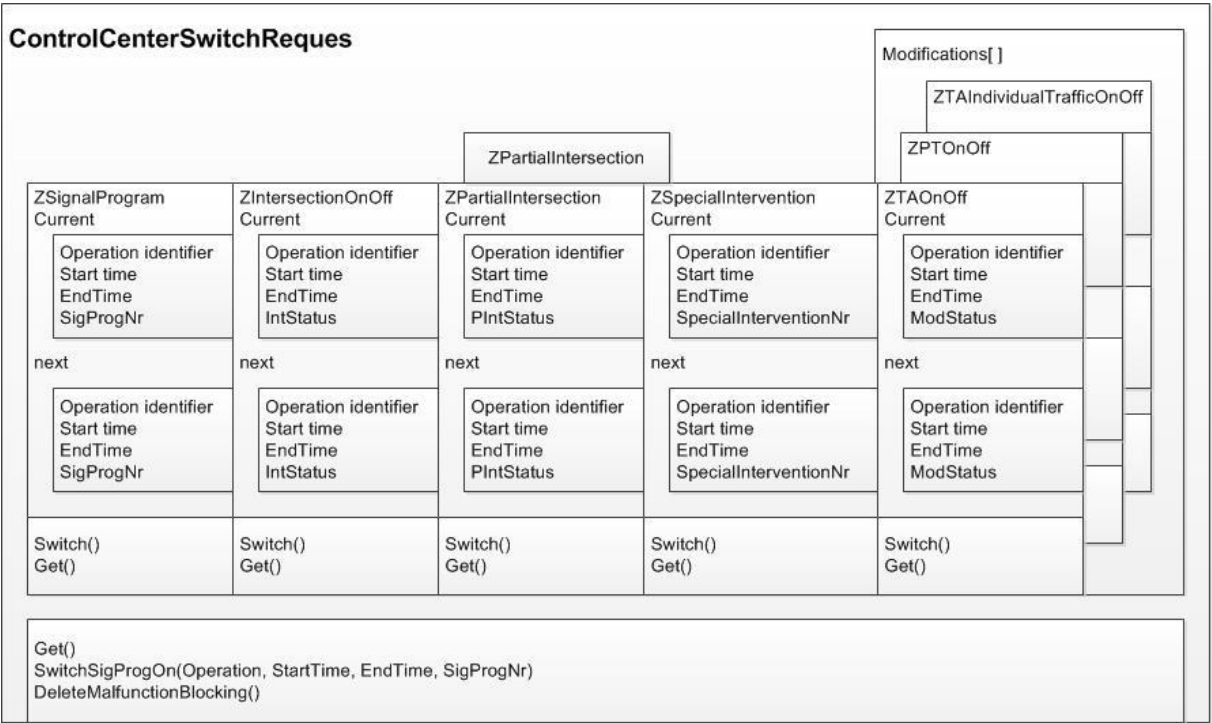 ControlCenterSwitchReques
Modifications[ ]
ZTAIndividualTrafficOnOff
ZPTOnOff
ZPartialIntersection
ZSignalProgram
Current
Operation identifier
Start time
EndTime
SigProgNr
next
Operation identifier
Start time
EndTime
SigProgNr
Switch()
Get()
ZIntersectionOnOff
Current
Operation identifier
Start time
EndTime
IntStatus
next
Operation identifier
Start time
EndTime
IntStatus
Switch()
Get()
ZPartialIntersection
Current
Operation identifier
Start time
EndTime
PIntStatus
next
Operation identifier
Start time
EndTime
PIntStatus
Switch()
Get()
ZSpecialIntervention
Current
Operation identifier
Start time
EndTime
SpecialInterventionNr
next
Operation identifier
Start time
EndTime
SpecialInterventionNr
Switch()
Get()
ZTAOnOff
Current
Operation identifier
Start time
EndTime
ModStatus
next
Operation identifier
Start time
EndTime
ModStatus
Switch()
Get()
Get()
SwitchSigProgOn(Operation, StartTime, EndTime, SigProgNr)
DeleteMalfunctionBlocking()